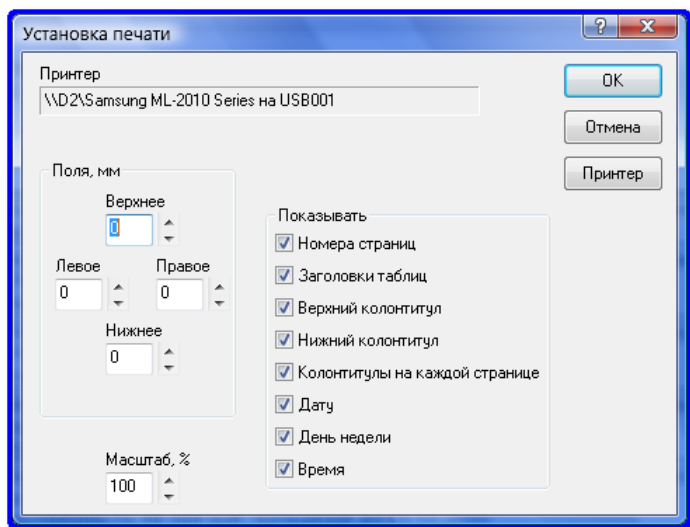 Установка печати
Принтер
\\D2\Samsung ML-2010 Series на USB001
OK
Отмена
Принтер
Поля, мм
Верхнее
0
Левое Правое
0 0
Нижнее
0
Масштаб, %
100
Показывать
Номера страниц
Заголовки таблиц
Верхний колонтитул
Нижний колонтитул
Колонтитулы на каждой странице
Дату
День недели
Время